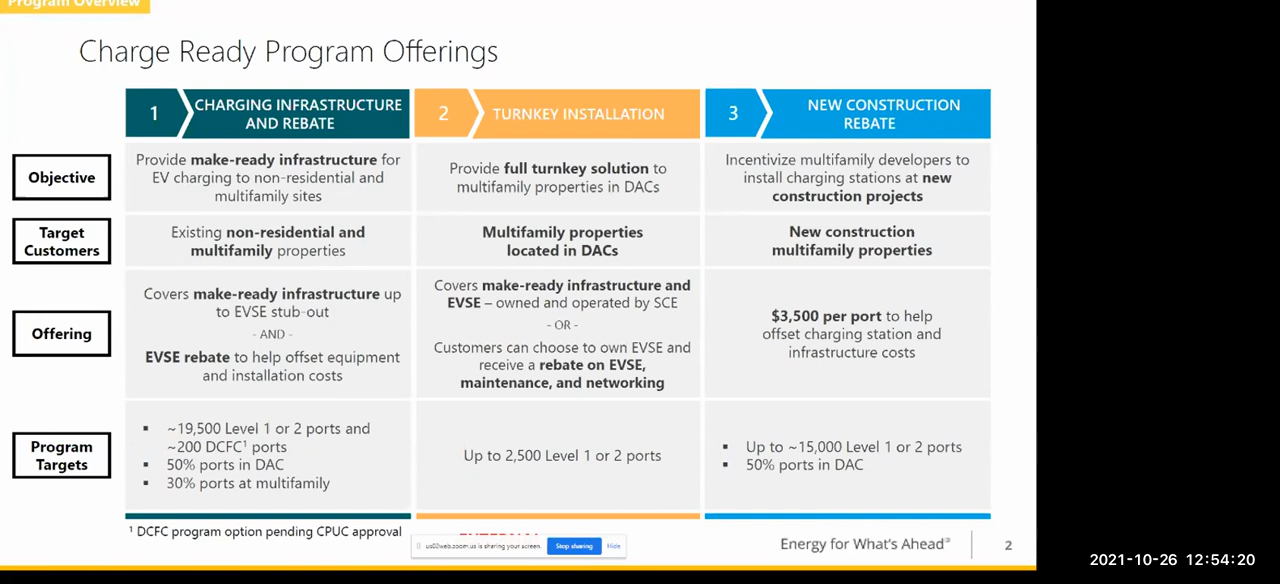 Program Overview
Charge Ready Program Offerings
1
CHARGING INFRASTRUCTURE
AND REBATE
2
TURNKEY INSTALLATION
3
NEW CONSTRUCTION
REBATE
Objective
Provide make-ready infrastructure for
EV charging to non-residential and
multifamily sites
Provide full turnkey solution to
multifamily properties in DACs
Incentivize multifamily developers to
install charging stations at new
construction projects
Target
Customers
Existing non-residential and
multifamily properties
Multifamily properties
located in DACs
New construction
multifamily properties
Offering
Covers make-ready infrastructure up
to EVSE stub-out
- AND -
EVSE rebate to help offset equipment
and installation costs
Covers make-ready infrastructure and
EVSE – owned and operated by SCE
- OR -
Customers can choose to own EVSE and
receive a rebate on EVSE,
maintenance, and networking
$3,500 per port to help
offset charging station and
infrastructure costs
Program
Targets
▪ ~19,500 Level 1 or 2 ports and
~200 DCFC¹ ports
▪ 50% ports in DAC
▪ 30% ports at multifamily
Up to 2,500 Level 1 or 2 ports
▪ Up to ~15,000 Level 1 or 2 ports
▪ 50% ports in DAC
¹ DCFC program option pending CPUC approval
us02web.zoom.us is sharing your screen.
Stop sharing
Hide
Energy for What's Ahead®
2
2021-10-26 12:54:20